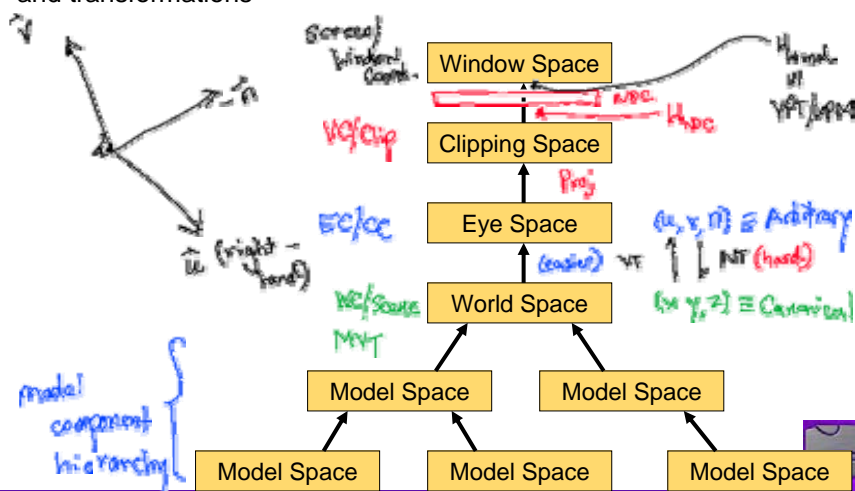 and transformations
Screen/
Window
Coord.
Window Space
NDC
H NDC
VC/Clip
Clipping Space
Proj
EC/CC
Eye Space
(u, v, n) ≡ Arbitrary
(easier) VT
NT (hard)
WC/Scene
World Space
(x y, z) ≡ Canonical
MVT
v
-n
u (right-
hand)
Model Space
Model Space
model
component
hierarchy
Model Space
Model Space
Model Space